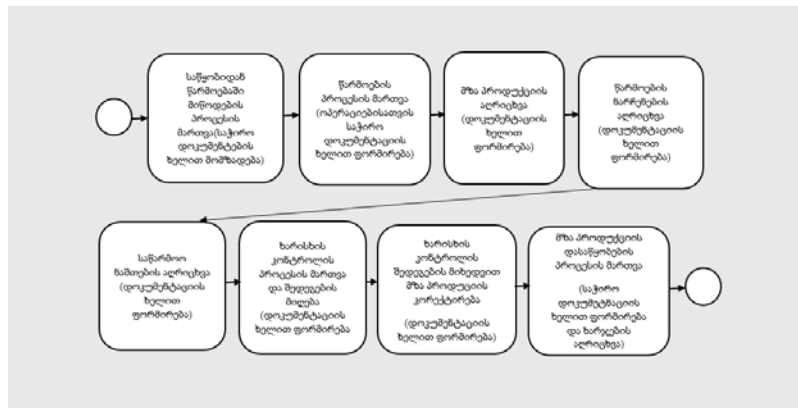 საწყობიდან
წარმოებაში
მიწოდების
პროცესის
მართვა(საჭირო
დოკუმენტების
ხელით მომზადება)
წარმოების
პროცესის მართვა
(ოპერაციებისათვის
საჭირო
დოკუმენტაციის
ხელით ფორმირება)
მზა პროდუქციის
აღრიცხვა
(დოკუმენტაციის
ხელით
ფორმირება)
წარმოების
ნარჩენების
აღრიცხვა
(დოკუმენტაციის
ხელით
ფორმირება)
საწარმოო
ნაშთების აღრიცხვა
(დოკუმენტაციის
ხელით
ფორმირება)
ხარისხის
კონტროლის
პროცესის მართვა
და შედეგების
მიღება
(დოკუმენტაციის
ხელით ფორმირება
ხარისხის
კონტროლის
შედეგების მიხედვით
მზა პროდუციის
კორექტირება
(დოკუმენტაციის
ხელით ფორმირება)
მზა პროდუქციის
დასაწყობების
პროცესის მართვა
(საჭირო
დოკუმეტნაციის
ხელით ფორმირება
და ხარჯების
აღრიცხვა)